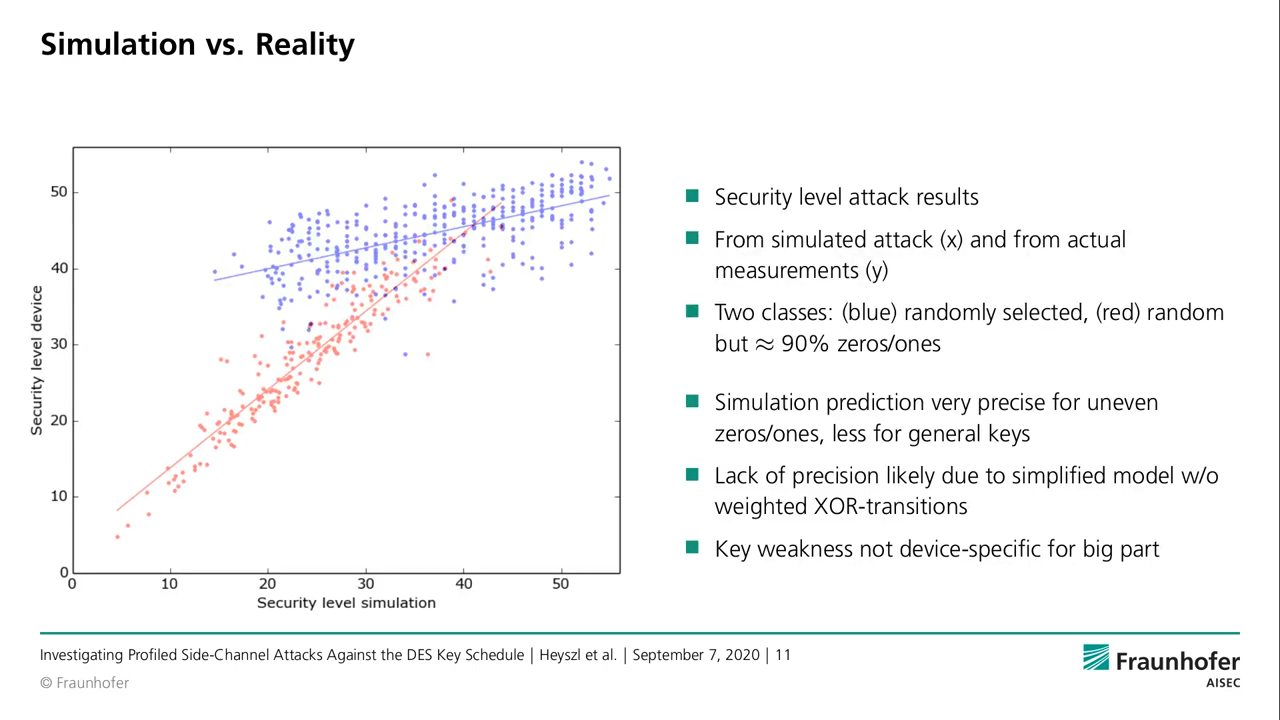 Simulation vs. Reality
50
40
30
20
10
0
0 10 20 30 40 50
Security level device
Security level simulation
Security level attack results
From simulated attack (x) and from actual
measurements (y)
Two classes: (blue) randomly selected, (red) random
but ≈ 90% zeros/ones
Simulation prediction very precise for uneven
zeros/ones, less for general keys
Lack of precision likely due to simplified model w/o
weighted XOR-transitions
Key weakness not device-specific for big part
Investigating Profiled Side-Channel Attacks Against the DES Key Schedule | Heyszl et al. | September 7, 2020 | 11
© Fraunhofer
Fraunhofer
AISEC